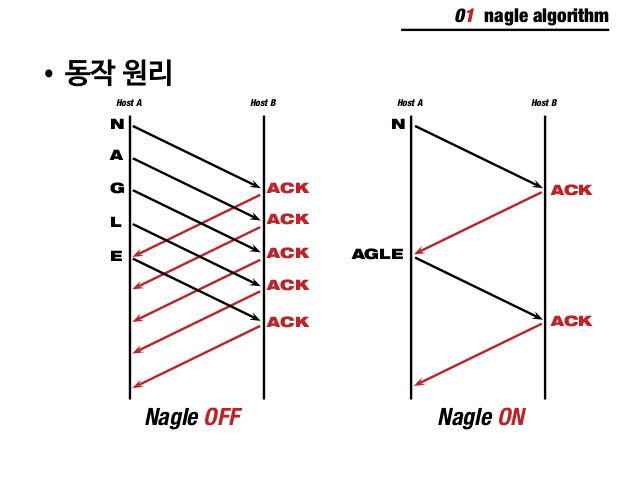 01 nagle algorithm
• 동작 원리
Host A
Host B
N
A
G
L
E
ACK
ACK
ACK
ACK
ACK
Nagle OFF
Host A
Host B
N
AGLE
ACK
ACK
Nagle ON